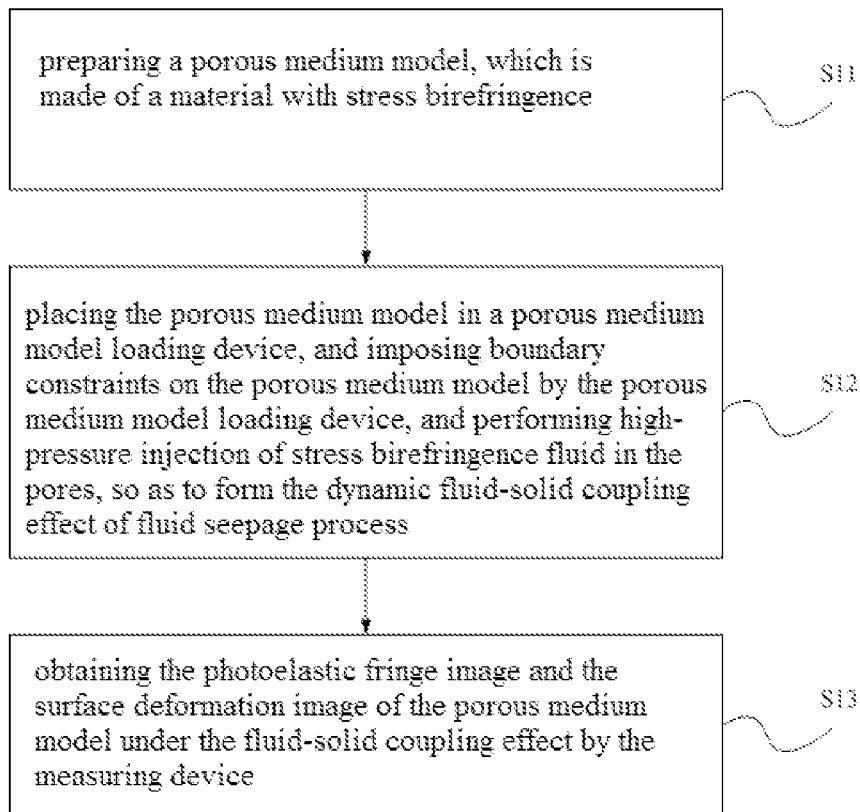 preparing a porous medium model, which is
made of a material with stress birefringence
S11
placing the porous medium model in a porous medium
model loading device, and imposing boundary
constraints on the porous medium model by the porous
medium model loading device, and performing high-
pressure injection of stress birefringence fluid in the
pores, so as to form the dynamic fluid-solid coupling
effect of fluid seepage process
S12
obtaining the photoelastic fringe image and the
surface deformation image of the porous medium
model under the fluid-solid coupling effect by the
measuring device
S13